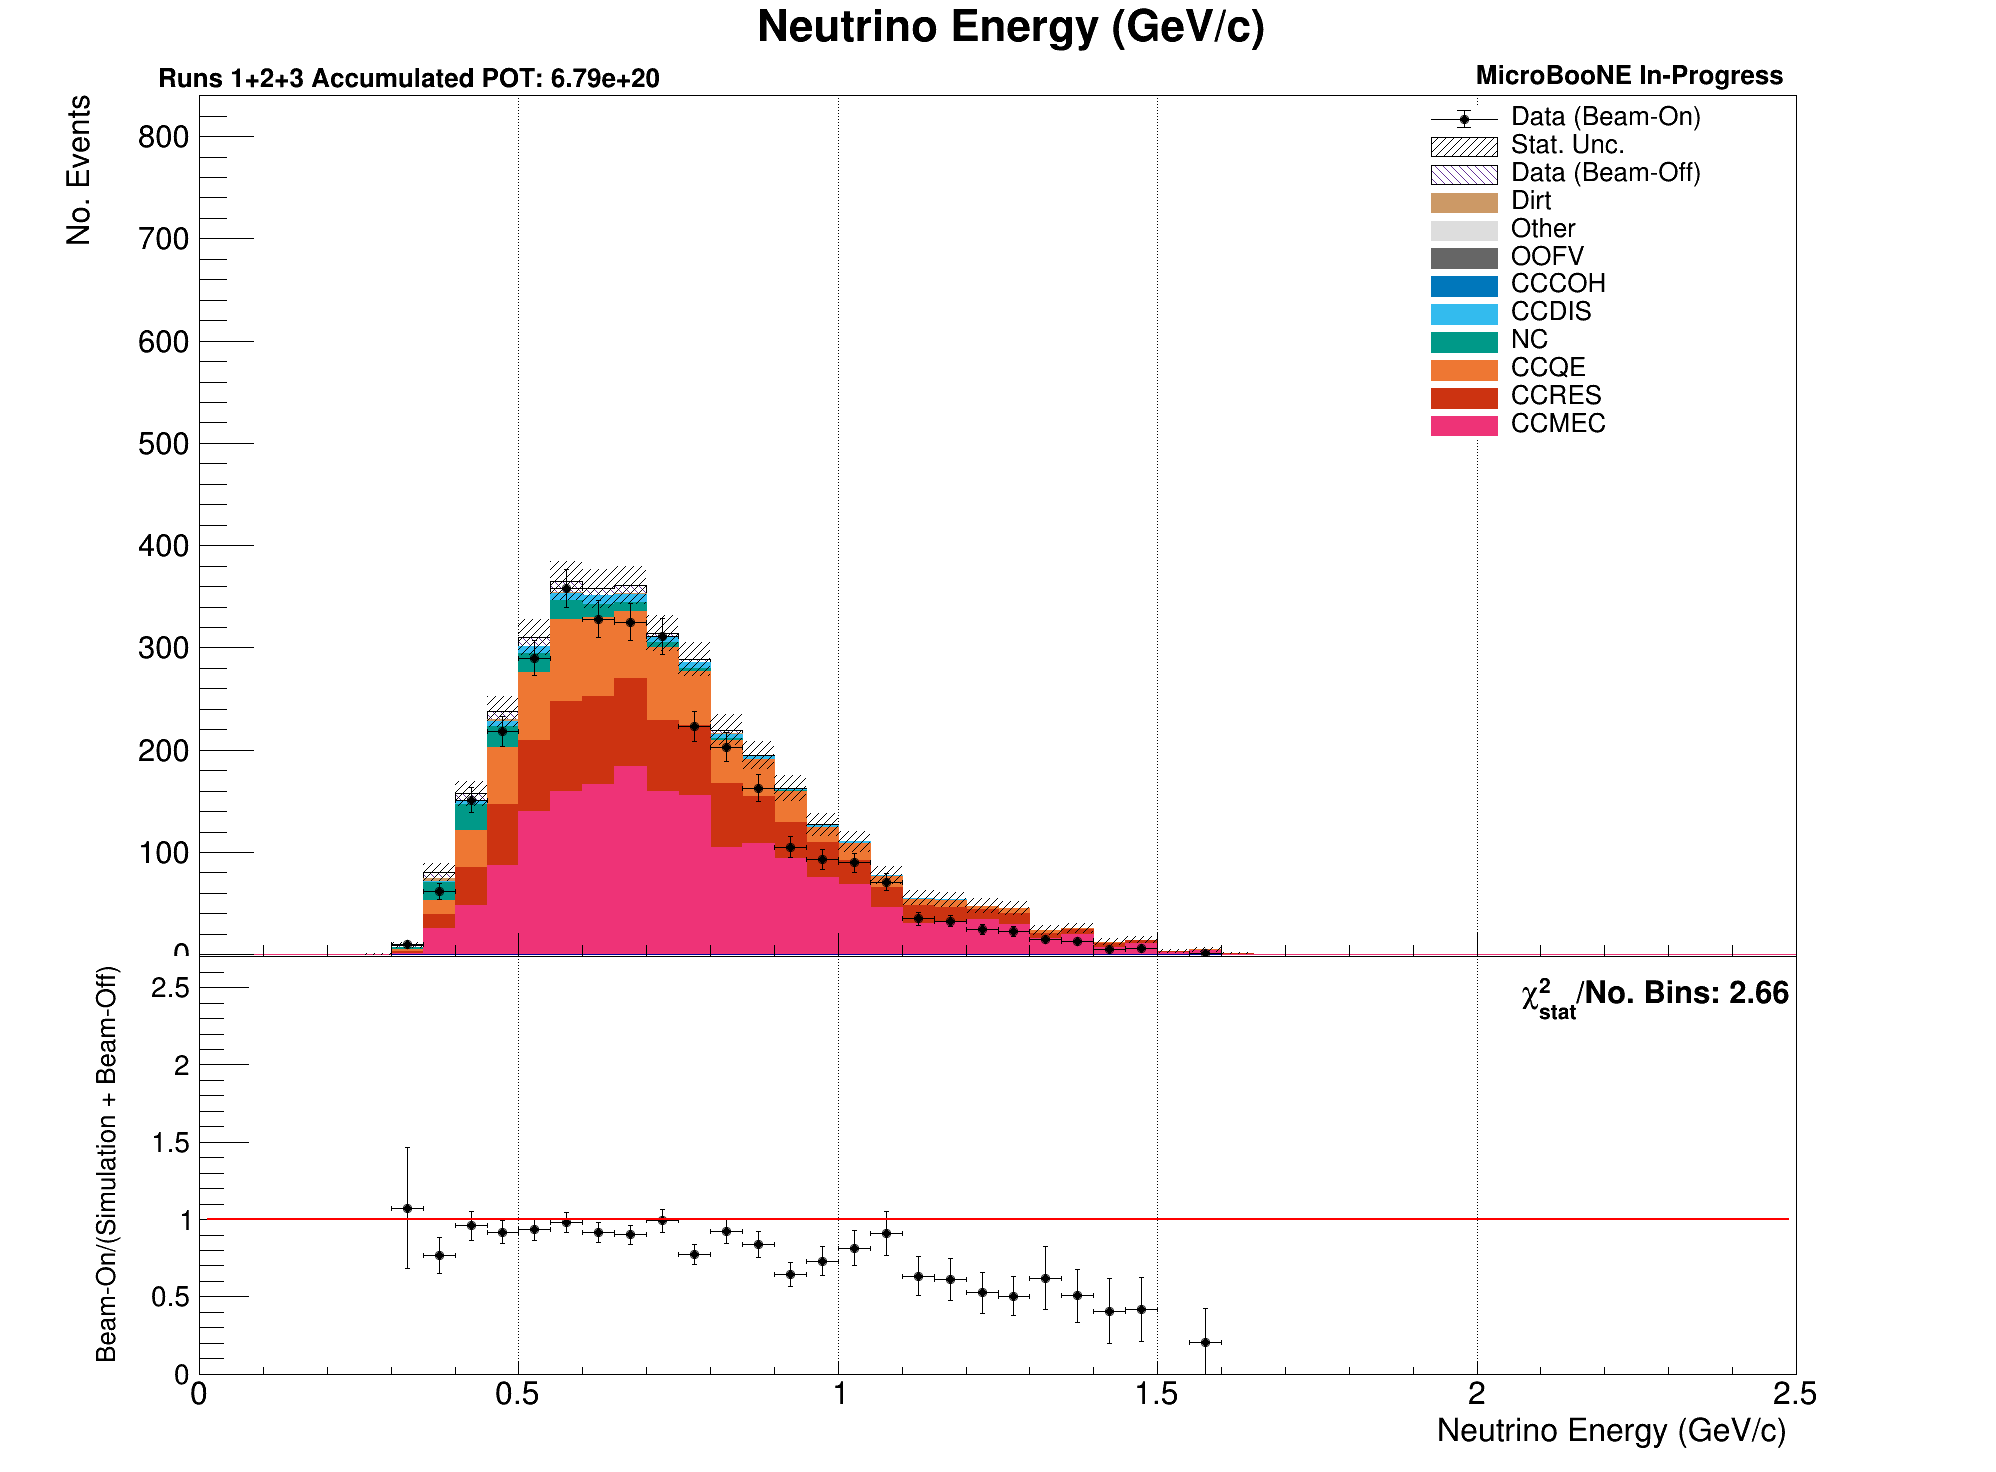 Neutrino Energy (GeV/c)
Runs 1+2+3 Accumulated POT: 6.79e+20
MicroBooNE In-Progress
No. Events
800
700
600
500
400
300
200
100
0
Data (Beam-On)
Stat. Unc.
Data (Beam-Off)
Dirt
Other
OOFV
CCCOH
CCDIS
NC
CCQE
CCRES
CCMEC
Beam-On/(Simulation + Beam-Off)
2.5
2
1.5
1
0.5
0
χ²stat/No. Bins: 2.66
0 0.5 1 1.5 2 2.5
Neutrino Energy (GeV/c)